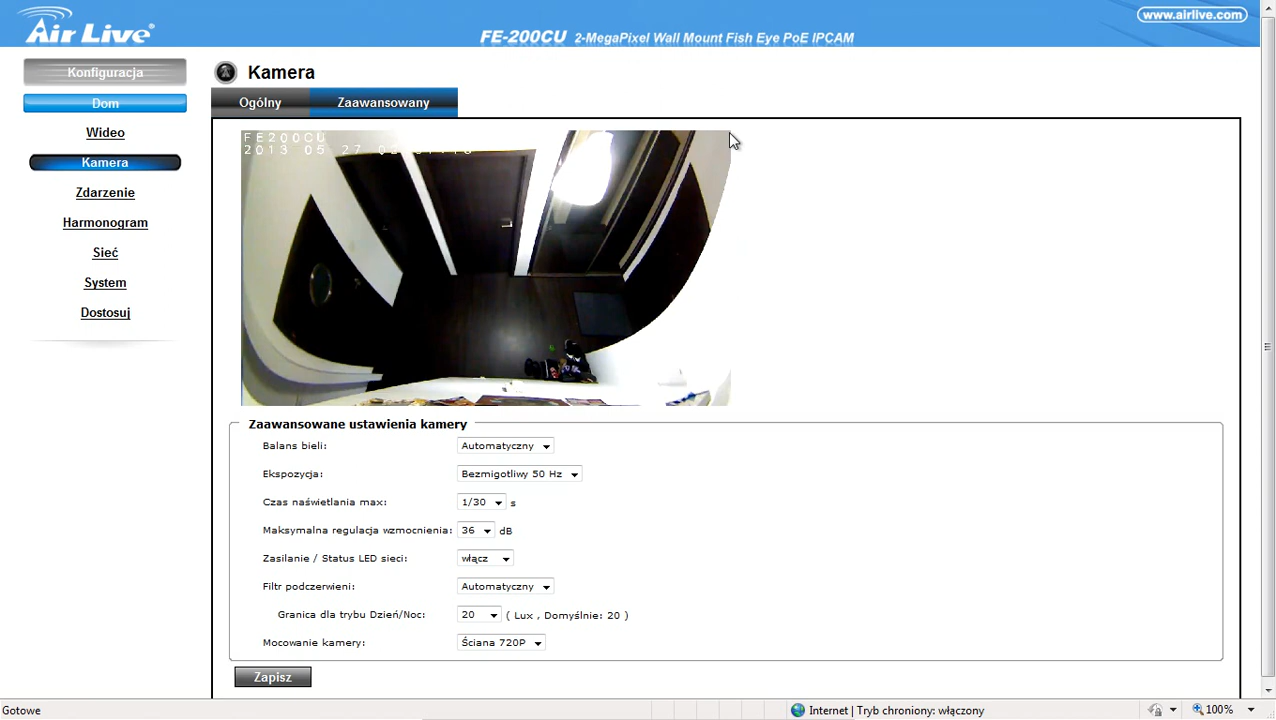 Air Live®
www.airlive.com
FE-200CU 2-MegaPixel Wall Mount Fish Eye PoE IPCAM
Konfiguracja
Dom
Wideo
Kamera
Zdarzenie
Harmonogram
Sieć
System
Dostosuj
Kamera
Ogólny
Zaawansowany
FE200CU
2013 05 27
Zaawansowane ustawienia kamery
Balans bieli: Automatyczny
Ekspozycja: Bezmigotliwy 50 Hz
Czas naświetlania max: 1/30 s
Maksymalna regulacja wzmocnienia: 36 dB
Zasilanie / Status LED sieci: włącz
Filtr podczerwieni: Automatyczny
Granica dla trybu Dzień/Noc: 20 ( Lux , Domyślnie: 20 )
Mocowanie kamery: Ściana 720P
Zapisz
Gotowe
Internet | Tryb chroniony: włączony
100%